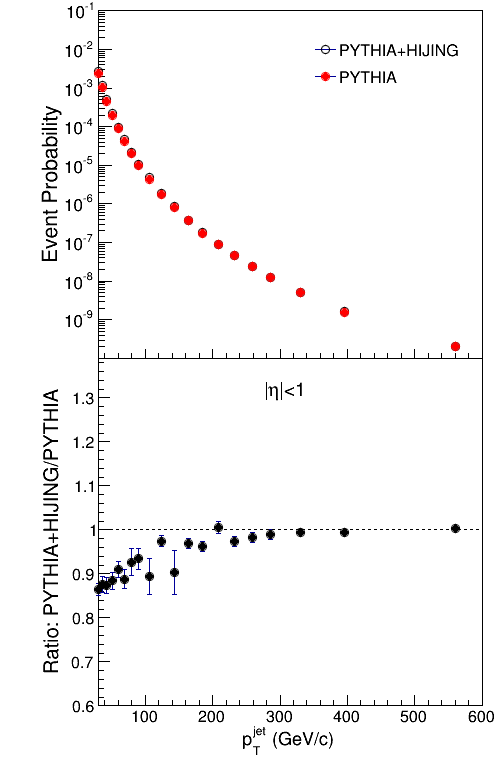 10^-1
PYTHIA+HIJING
PYTHIA
10^-2
10^-3
10^-4
10^-5
10^-6
10^-7
10^-8
10^-9
Event Probability
|η|<1
1.3
1.2
1.1
1
0.9
0.8
0.7
0.6
Ratio: PYTHIA+HIJING/PYTHIA
100 200 300 400 500 600
p_T^jet (GeV/c)